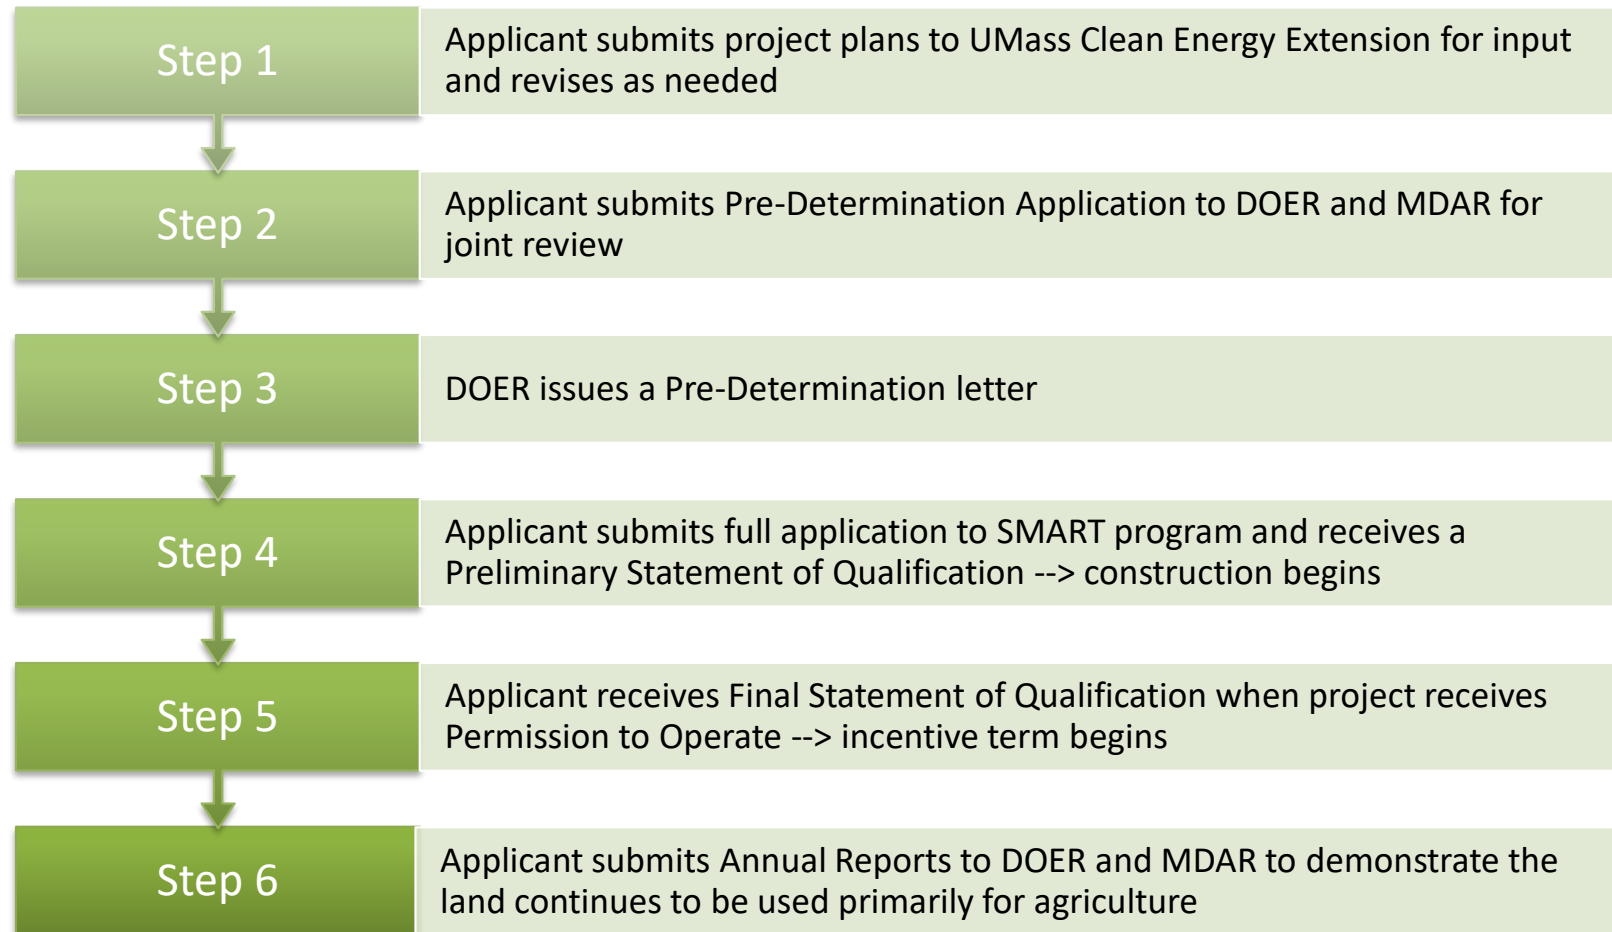 Step 1
Applicant submits project plans to UMass Clean Energy Extension for input
and revises as needed
Step 2
Applicant submits Pre-Determination Application to DOER and MDAR for
joint review
Step 3
DOER issues a Pre-Determination letter
Step 4
Applicant submits full application to SMART program and receives a
Preliminary Statement of Qualification --> construction begins
Step 5
Applicant receives Final Statement of Qualification when project receives
Permission to Operate --> incentive term begins
Step 6
Applicant submits Annual Reports to DOER and MDAR to demonstrate the
land continues to be used primarily for agriculture